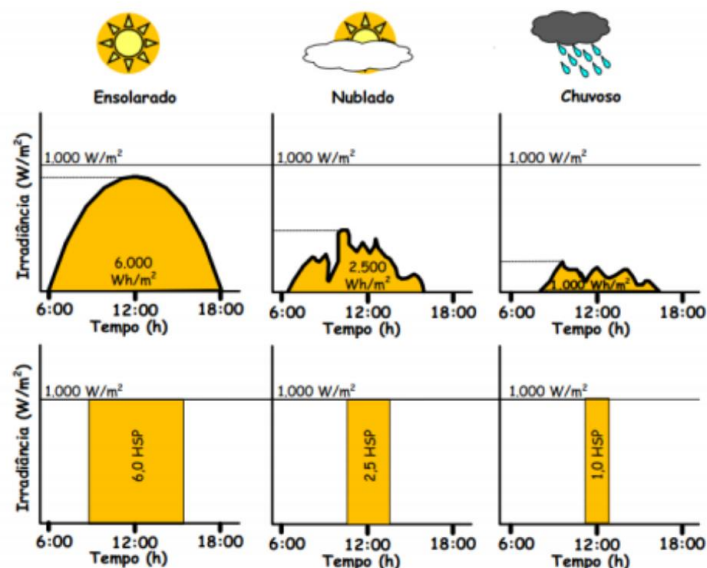 Ensolarado
Nublado
Chuvoso
Irradiância (W/m²)
1.000 W/m²
1.000 W/m²
1.000 W/m²
6.000
Wh/m²
2.500
Wh/m²
1.000 Wh/m²
6:00 12:00 18:00
6:00 12:00 18:00
6:00 12:00 18:00
Tempo (h)
Tempo (h)
Tempo (h)
Irradiância (W/m²)
1.000 W/m²
1.000 W/m²
1.000 W/m²
6,0 HSP
2,5 HSP
1,0 HSP
6:00 12:00 18:00
6:00 12:00 18:00
6:00 12:00 18:00
Tempo (h)
Tempo (h)
Tempo (h)